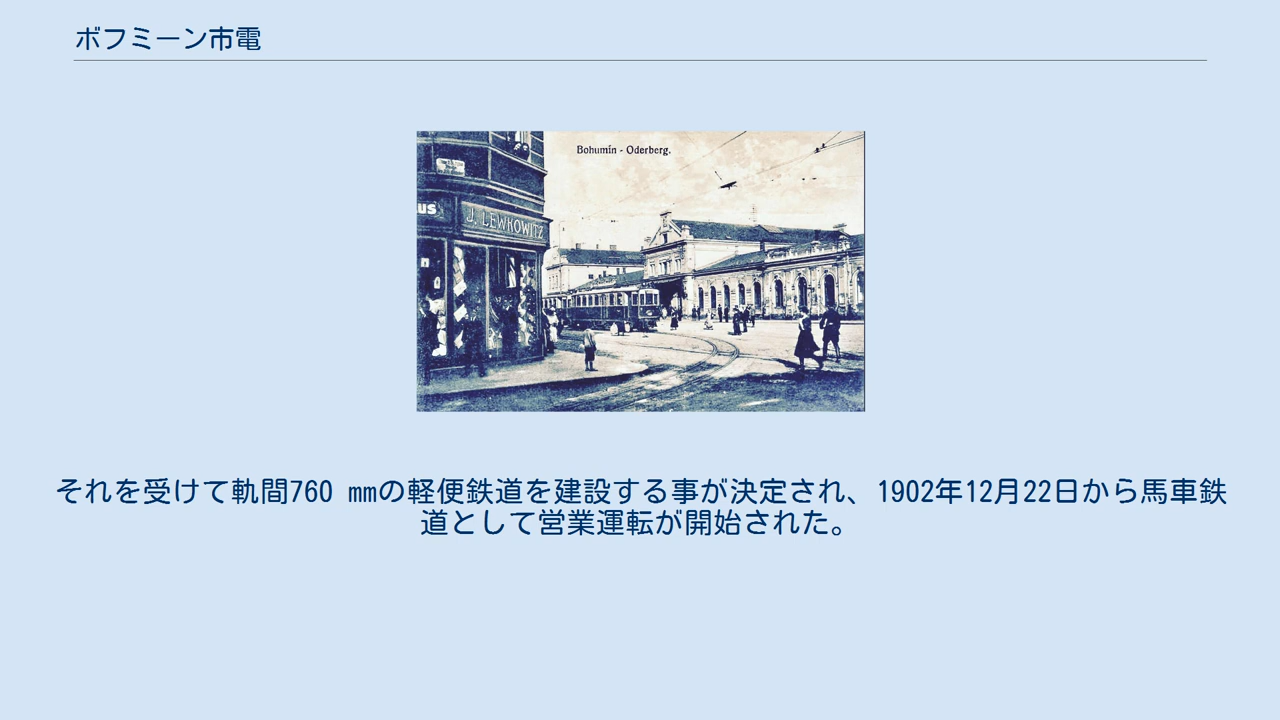 ボフミーン市電
Bohumín - Oderberg.
US
J. LEWKOWITZ
それを受けて軌間760 mmの軽便鉄道を建設する事が決定され、1902年12月22日から馬車鉄
道として営業運転が開始された。